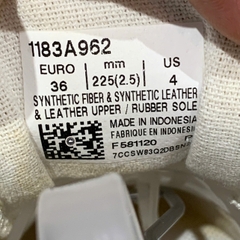 1183A962
EURO mm US
36 225(2.5) 4
SYNTHETIC FIBER & SYNTHETIC LEATHER
& LEATHER UPPER / RUBBER SOLE
MADE IN INDONESIA
FABRIQUE EN INDONESIE
F581120